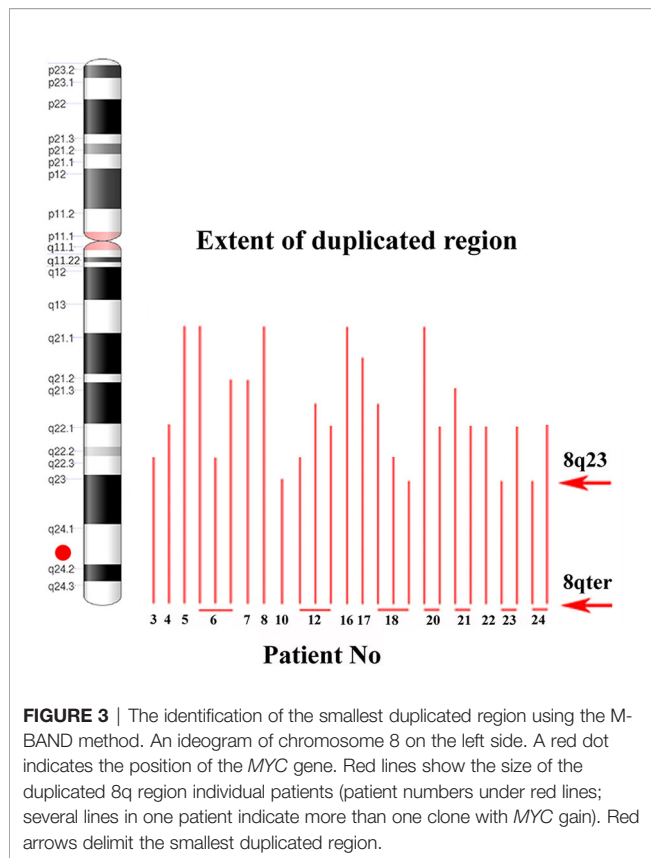 p23.2
p23.1
p22
p21.3
p21.2
p21.1
p12
p11.2
p11.1
q11.1
q11.22
q12
q13
q21.1
q21.2
q21.3
q22.1
q22.2
q22.3
q23
q24.1
q24.2
q24.3
Extent of duplicated region
8q23
8qter
3 4 5 6 7 8 10 12 16 17 18 20 21 22 23 24
Patient No
FIGURE 3 | The identification of the smallest duplicated region using the M-
BAND method. An ideogram of chromosome 8 on the left side. A red dot
indicates the position of the MYC gene. Red lines show the size of the
duplicated 8q region individual patients (patient numbers under red lines;
several lines in one patient indicate more than one clone with MYC gain). Red
arrows delimit the smallest duplicated region.